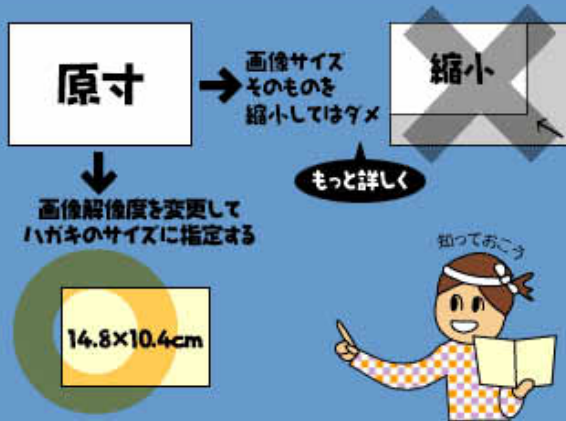 原寸
画像サイズ
そのものを
縮小してはダメ
縮小
もっと詳しく
画像解像度を変更して
ハガキのサイズに指定する
14.8×10.4cm
知っておこう